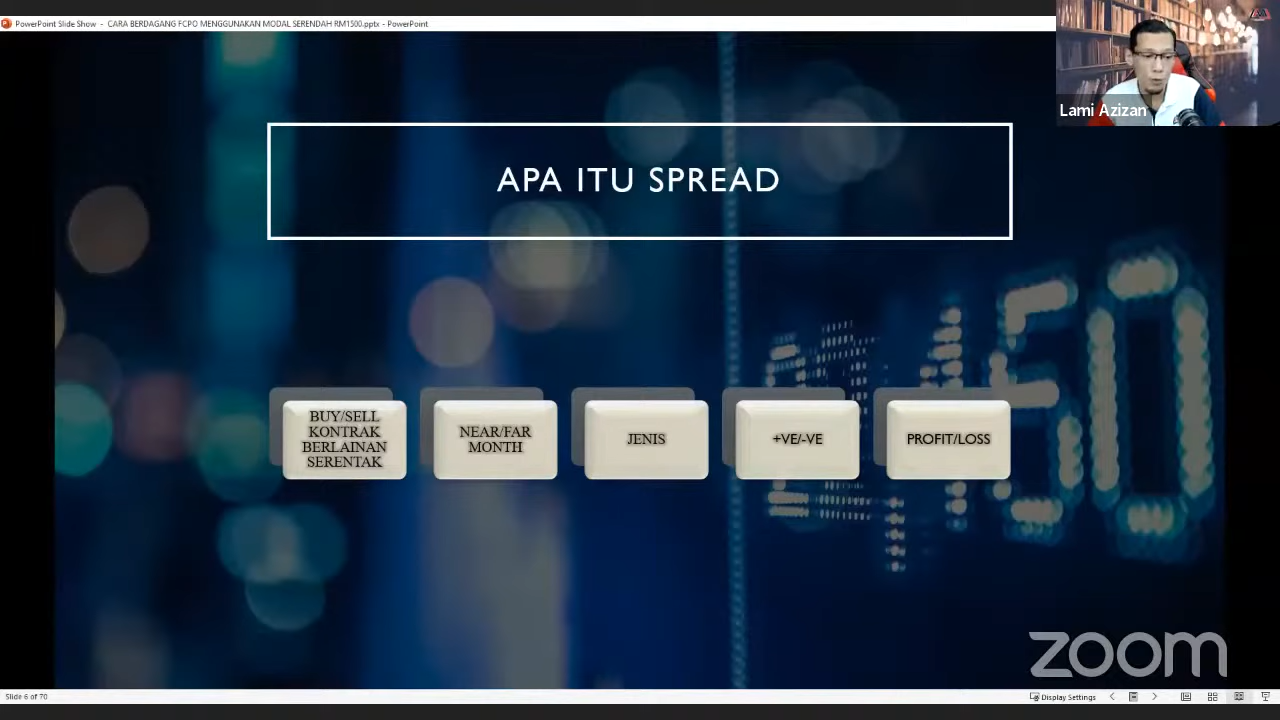 PowerPoint Slide Show - CARA BERDAGANG FCPO MENGGUNAKAN MODAL SERENDAH RM1500.pptx - PowerPoint
Lami Azizan
APA ITU SPREAD
BUY/SELL
KONTRAK
BERLAINAN
SERENTAK
NEAR/FAR
MONTH
JENIS
+VE/-VE
PROFIT/LOSS
zoom
Slide 6 of 70
Display Settings